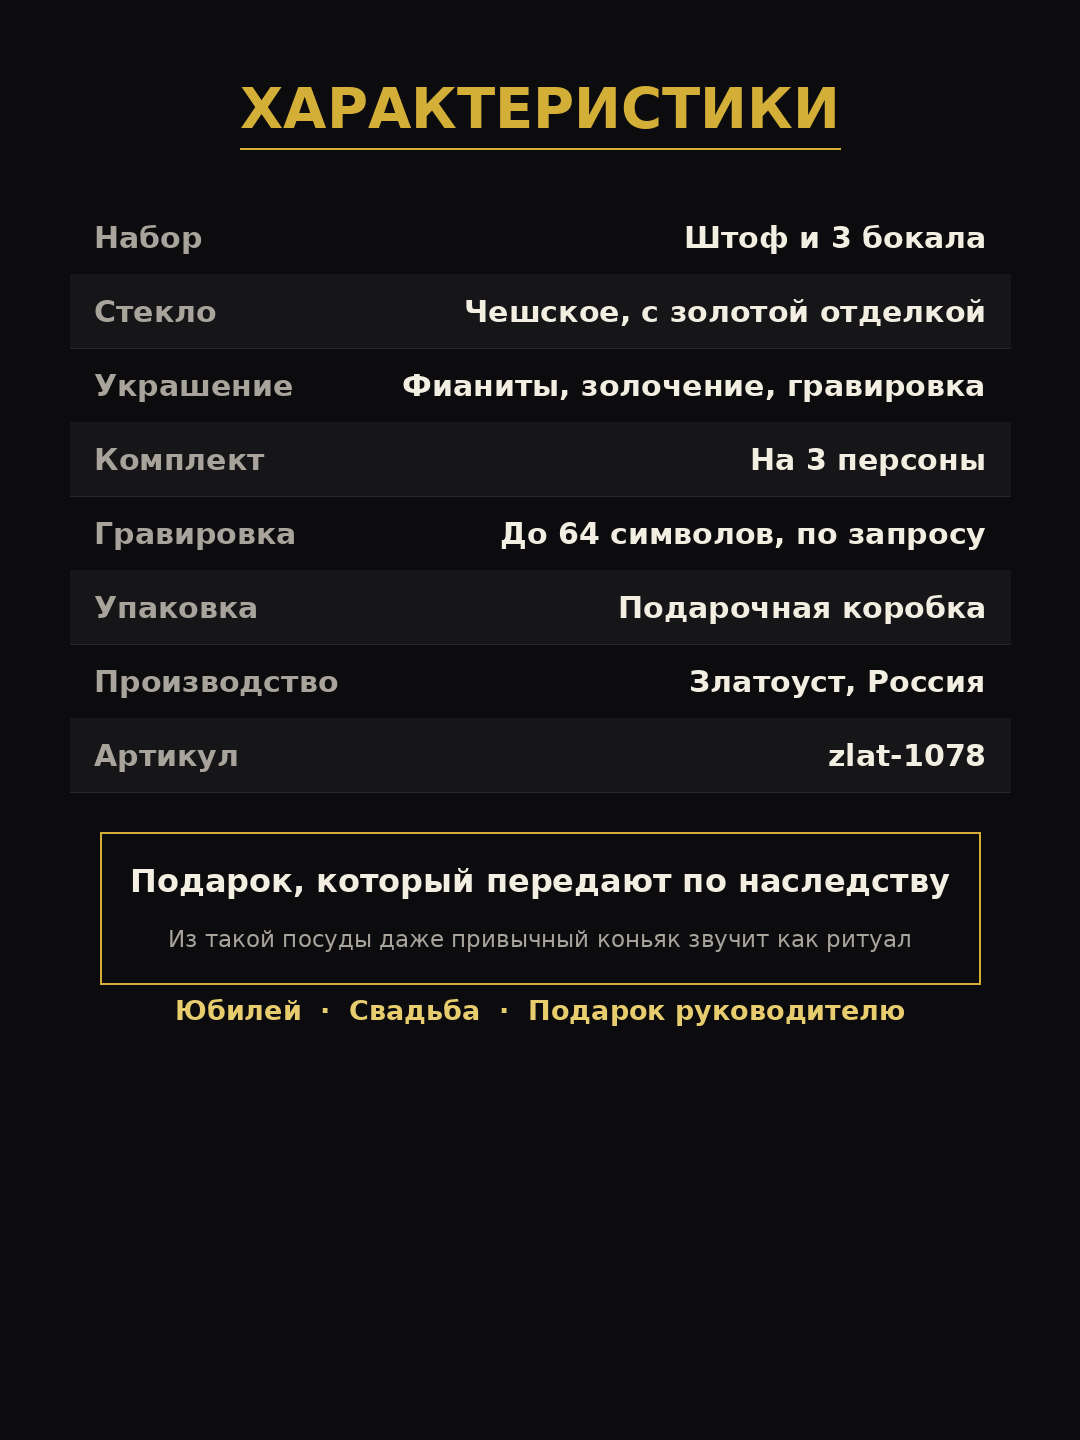 ХАРАКТЕРИСТИКИ
Набор Штоф и 3 бокала
Стекло Чешское, с золотой отделкой
Украшение Фианиты, золочение, гравировка
Комплект На 3 персоны
Гравировка До 64 символов, по запросу
Упаковка Подарочная коробка
Производство Златоуст, Россия
Артикул zlat-1078
Подарок, который передают по наследству
Из такой посуды даже привычный коньяк звучит как ритуал
Юбилей · Свадьба · Подарок руководителю